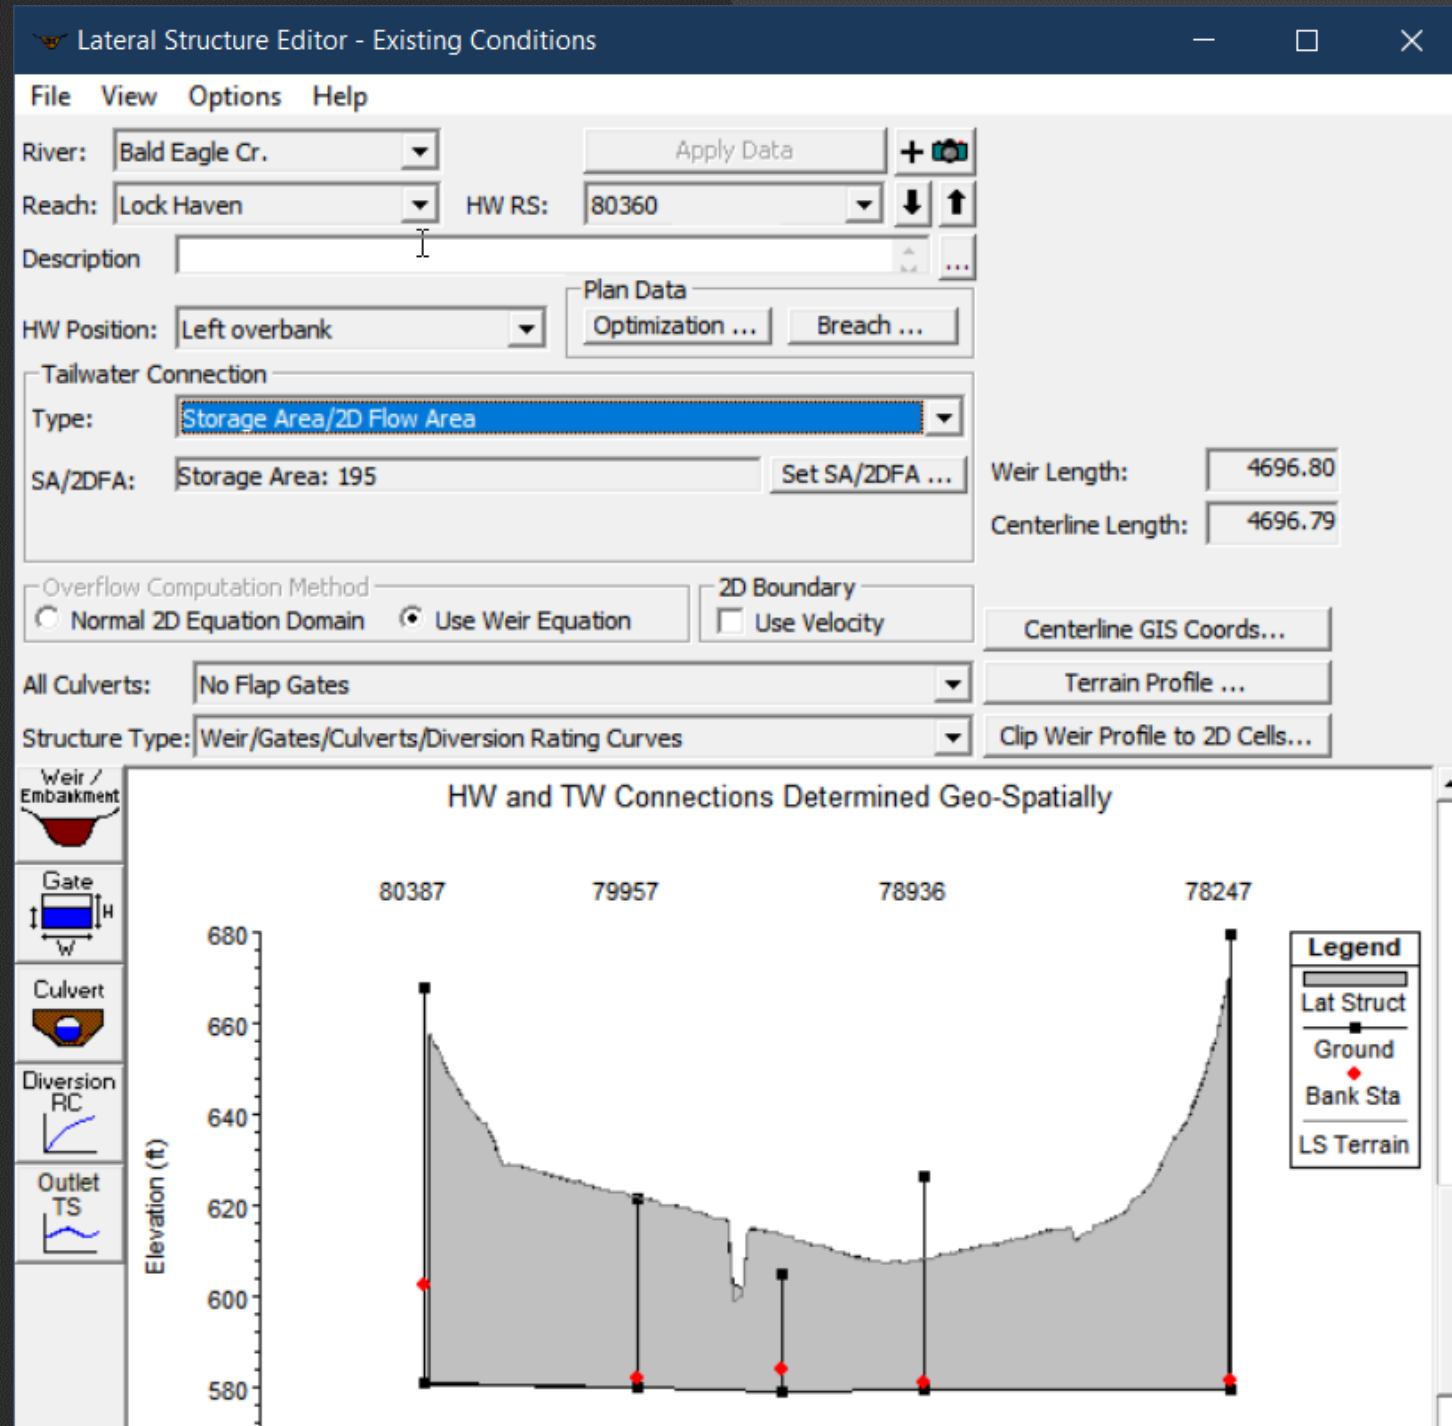 Lateral Structure Editor - Existing Conditions
File View Options Help
River: Bald Eagle Cr. Apply Data +
Reach: Lock Haven HW RS: 80360
Description ...
Plan Data
HW Position: Left overbank Optimization ... Breach ...
Tailwater Connection
Type: Storage Area/2D Flow Area
SA/2DFA: Storage Area: 195 Set SA/2DFA ...
Weir Length: 4696.80
Centerline Length: 4696.79
Overflow Computation Method 2D Boundary
Normal 2D Equation Domain Use Weir Equation Use Velocity
Centerline GIS Coords...
All Culverts: No Flap Gates Terrain Profile ...
Structure Type: Weir/Gates/Culverts/Diversion Rating Curves Clip Weir Profile to 2D Cells...
Weir /
Embankment
Gate
H
W
Culvert
Diversion
RC
Outlet
TS
HW and TW Connections Determined Geo-Spatially
80387 79957 78936 78247
680
660
640
620
600
580
Elevation (ft)
Legend
Lat Struct
Ground
Bank Sta
LS Terrain